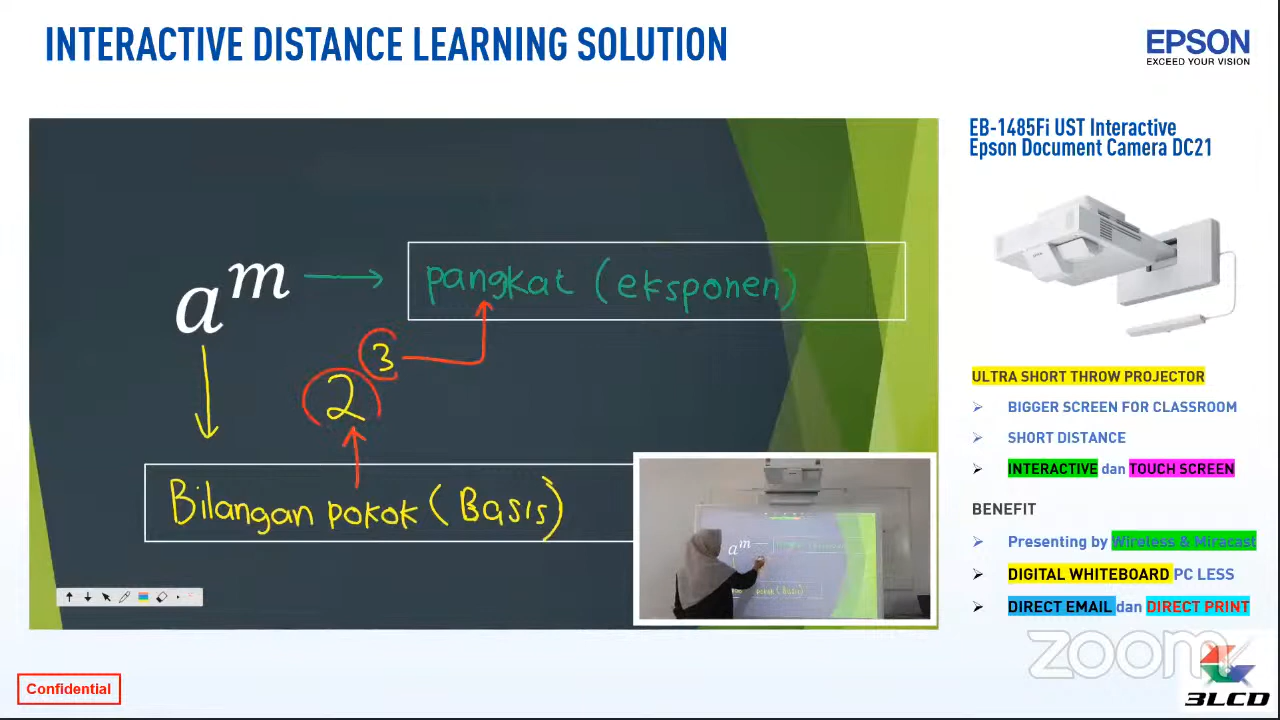 INTERACTIVE DISTANCE LEARNING SOLUTION
EPSON
EXCEED YOUR VISION
EB-1485Fi UST Interactive
Epson Document Camera DC21
a^m
pangkat (eksponen)
2^3
Bilangan pokok (Basis)
a^m
pokok (Basis)
ULTRA SHORT THROW PROJECTOR
BIGGER SCREEN FOR CLASSROOM
SHORT DISTANCE
INTERACTIVE dan TOUCH SCREEN
BENEFIT
Presenting by Wireless & Miracast
DIGITAL WHITEBOARD PC LESS
DIRECT EMAIL dan DIRECT PRINT
zoom
3LCD
Confidential